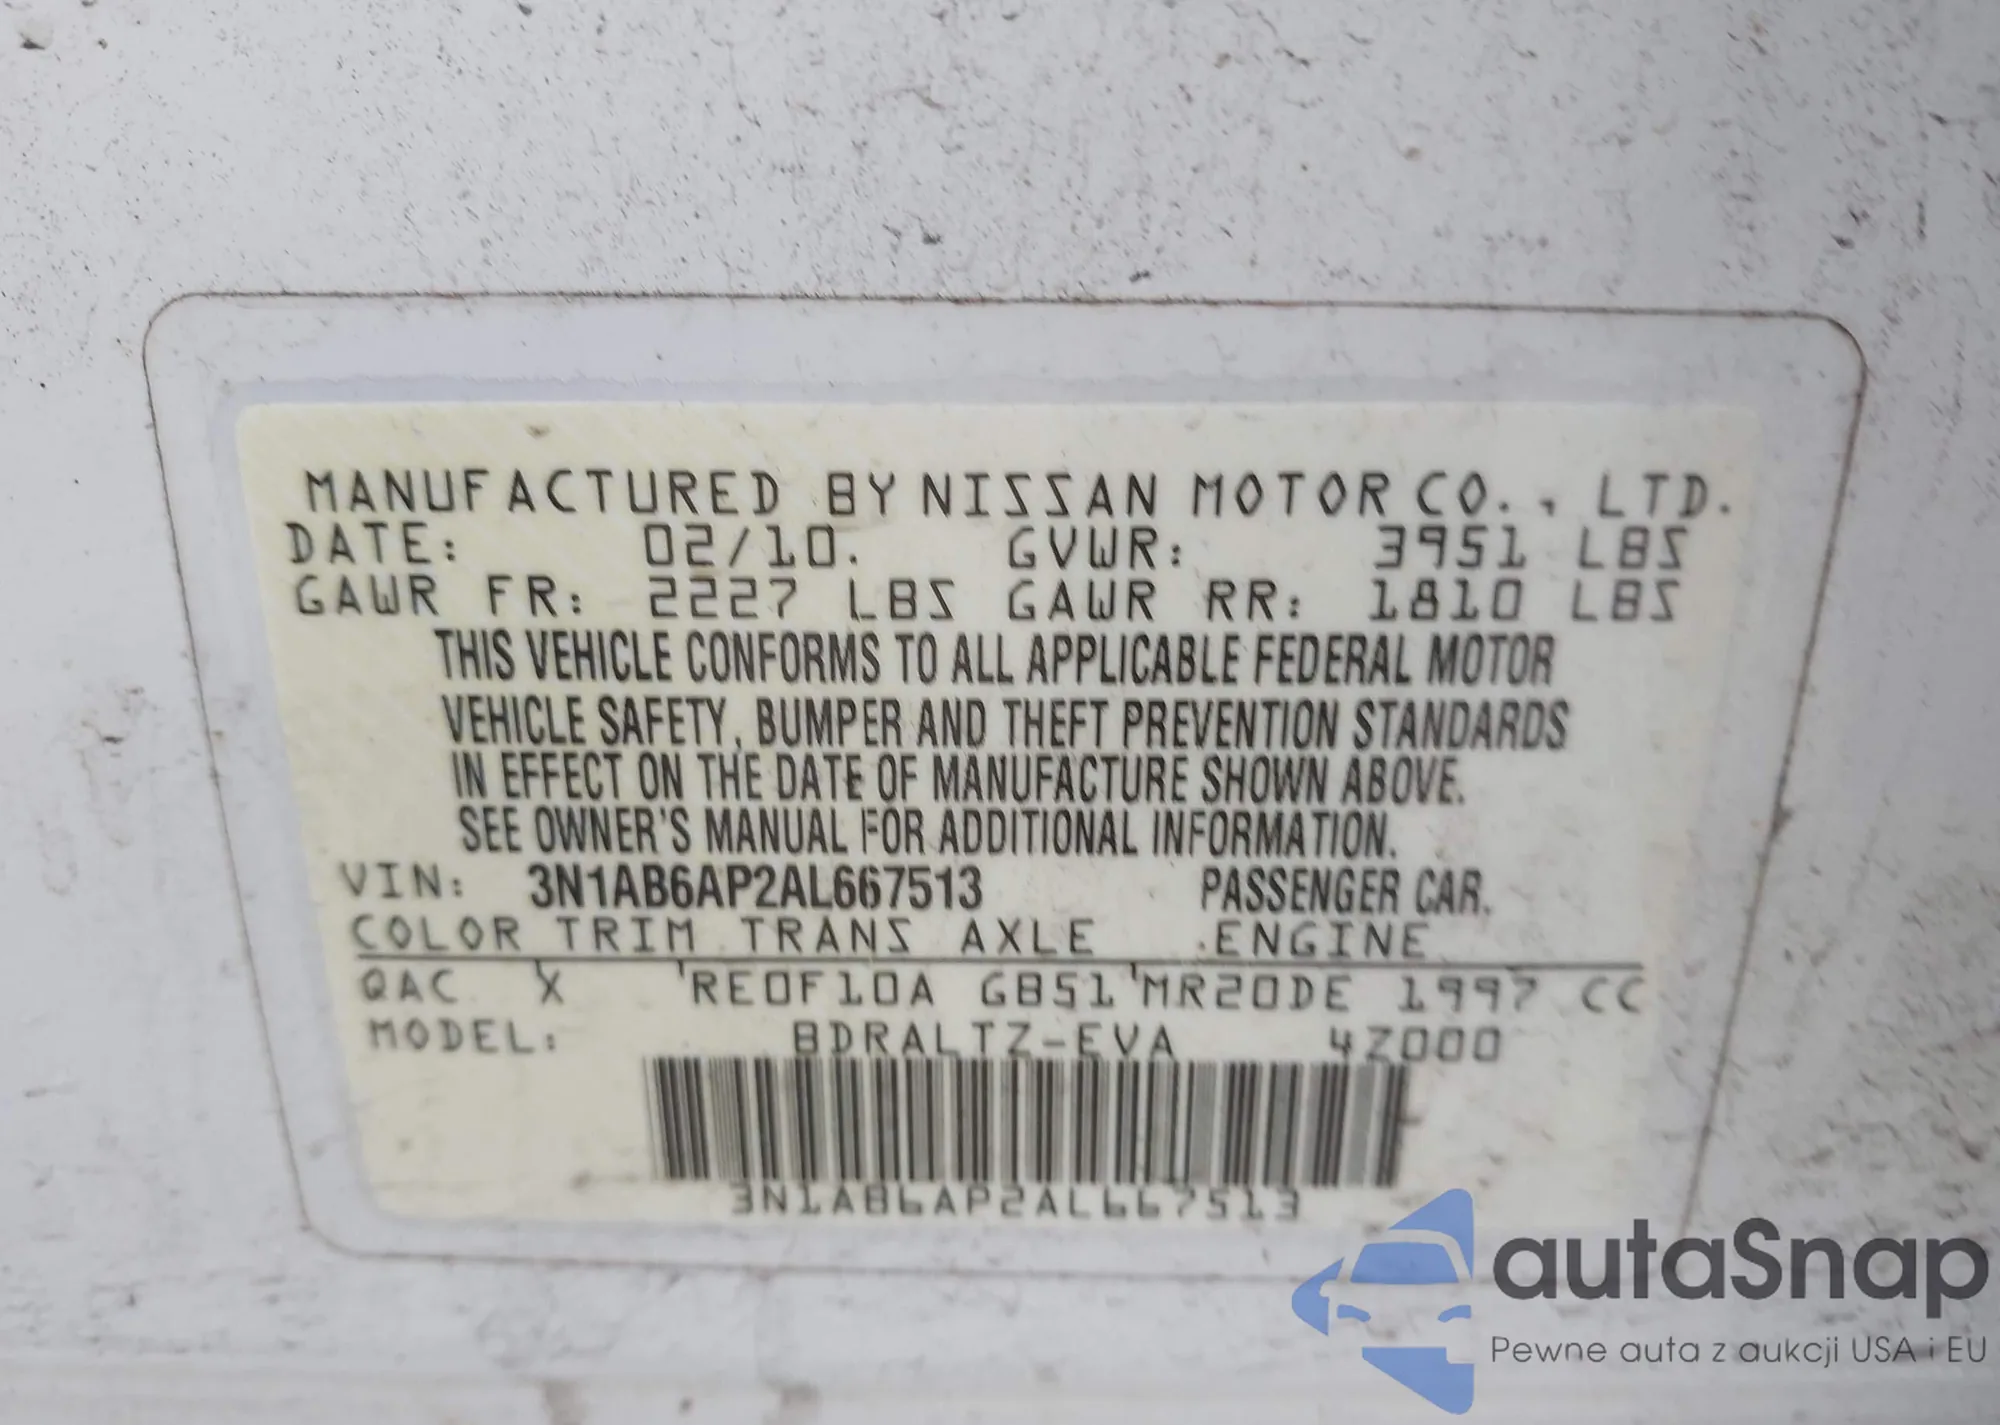 MANUFACTURED BY NISSAN MOTOR CO., LTD.
DATE: 02/10. GVWR: 3951 LBS
GAWR FR: 2227 LBS GAWR RR: 1810 LBS
THIS VEHICLE CONFORMS TO ALL APPLICABLE FEDERAL MOTOR
VEHICLE SAFETY, BUMPER AND THEFT PREVENTION STANDARDS
IN EFFECT ON THE DATE OF MANUFACTURE SHOWN ABOVE.
SEE OWNER'S MANUAL FOR ADDITIONAL INFORMATION.
VIN: 3N1AB6AP2AL667513 PASSENGER CAR.
COLOR TRIM TRANS AXLE ENGINE
QAC X RE0F10A GB51 MR20DE 1997 CC
MODEL: BDRALTZ-EVA 4Z000
3N1AB6AP2AL667513
autaSnap
Pewne auta z aukcji USA i EU